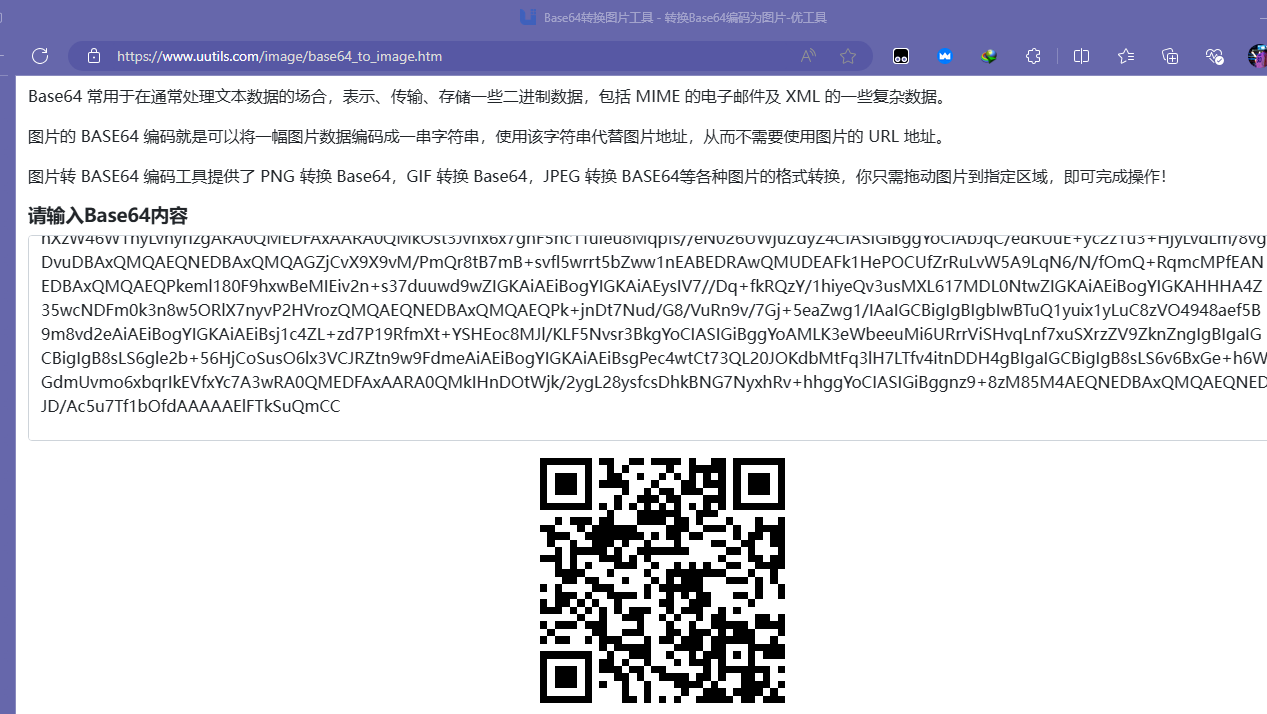 Base64转换图片工具 - 转换Base64编码为图片-优工具
https://www.uutils.com/image/base64_to_image.htm
Base64 常用于在通常处理文本数据的场合，表示、传输、存储一些二进制数据，包括 MIME 的电子邮件及 XML 的一些复杂数据。
图片的 BASE64 编码就是可以将一幅图片数据编码成一串字符串，使用该字符串代替图片地址，从而不需要使用图片的 URL 地址。
图片转 BASE64 编码工具提供了 PNG 转换 Base64，GIF 转换 Base64，JPEG 转换 BASE64等各种图片的格式转换，你只需拖动图片到指定区域，即可完成操作！
请输入Base64内容
DvuDBAxQMQAEQNEDBAxQMQAGZjCvX9X9vM/PmQr8tB7mB+svfl5wrrt5bZww1nEABEDRAwQMUDEAFk1HePOCUfZrRuLvW5A9LqN6/N/fOmQ+RqmcMPfEAN
EDBAxQMQAEQPkeml180F9hxwBeMIEiv2n+s37duuwd9wZIGKAiAEiBogYIGKAiAEysIV7//Dq+fkRQzY/1hiyeQv3usMXL617MDL0NtwZIGKAiAEiBogYIGKAHHHA4Z
35wcNDFm0k3n8w5ORlX7nyvP2HVrozQMQAEQNEDBAxQMQAEQPk+jnDt7Nud/G8/VuRn9v/7Gj+5eaZwg1/IAaIGCBigIgBIgbIwBTuQ1yuix1yLuC8zVO4948aef5B
9m8vd2eAiAEiBogYIGKAiAEiBsj1c4ZL+zd7P19RfmXt+YSHEoc8MJl/KLF5Nvsr3BkgYoCIASIGiBggYoAMLK3eWbeeuMi6URrrViSHvqLnf7xuSXrzZV9ZknZngIgBIgaIG
CBigIgB8sLS6gIe2b+56HjCoSusO6lx3VCJRZtn9w9FdmeAiAEiBogYIGKAiAEiBsgPec4wtCt73QL20JOKdbMtFq3lH7LTfv4itnDDH4gBIgaIGCBigIgB8sLS6v6BxGe+h6W
GdmUvmo6xbqrIkEVfxYc7A3wRA0QMEDFAxAARA0QMkIHnDOtWjk/2ygL28ysfcsDhkBNG7NyxhRv+hhggYoCIASIGiBggnz9+8zM85M4AEQNEDBAxQMQAEQNED
JD/Ac5u7Tf1bOfdAAAAAElFTkSuQmCC